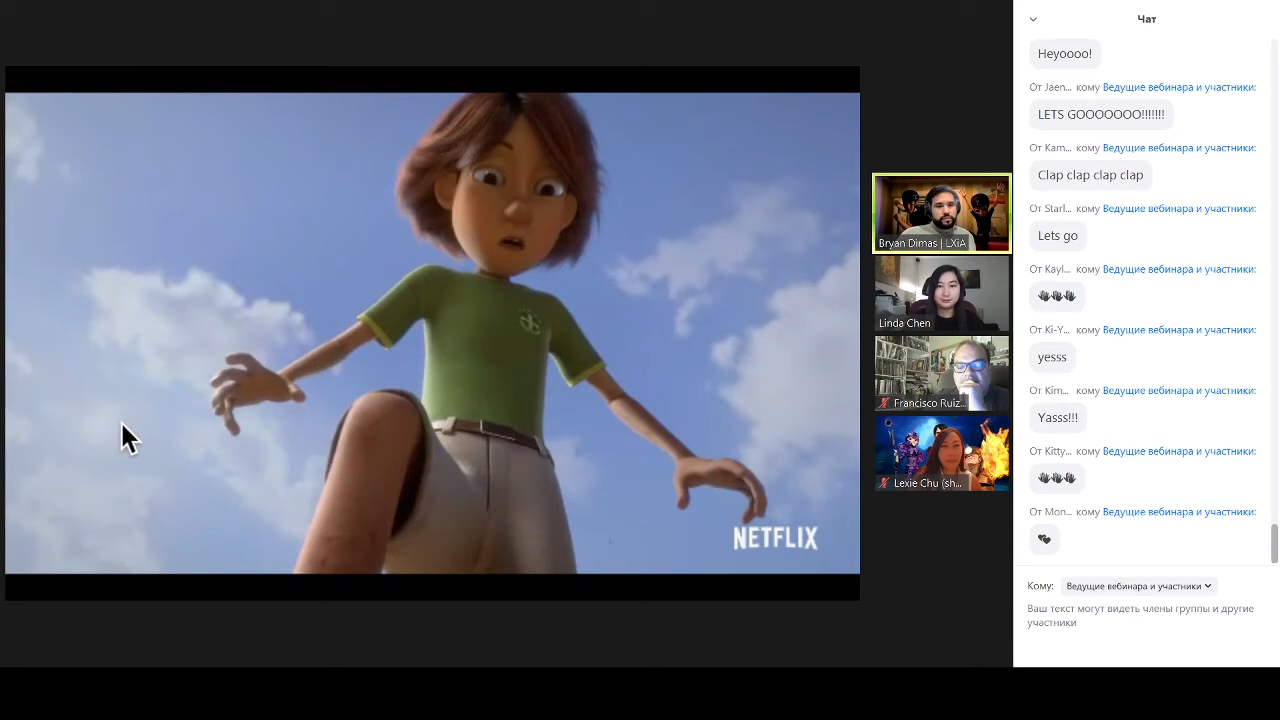 NETFLIX
Bryan Dimas | LXiA
Linda Chen
Francisco Ruiz...
Lexie Chu (sh...
Чат
Heyoooo!
От Jaen... кому Ведущие вебинара и участники:
LETS GOOOOOOO!!!!!!!
От Kam... кому Ведущие вебинара и участники:
Clap clap clap clap
От Starl... кому Ведущие вебинара и участники:
Lets go
От Kayl... кому Ведущие вебинара и участники:
👏👏👏
От Ki-Y... кому Ведущие вебинара и участники:
yesss
От Kim... кому Ведущие вебинара и участники:
Yasss!!!
От Kitty... кому Ведущие вебинара и участники:
👏👏👏
От Mon... кому Ведущие вебинара и участники:
💕
Кому: Ведущие вебинара и участники
Ваш текст могут видеть члены группы и другие
участники